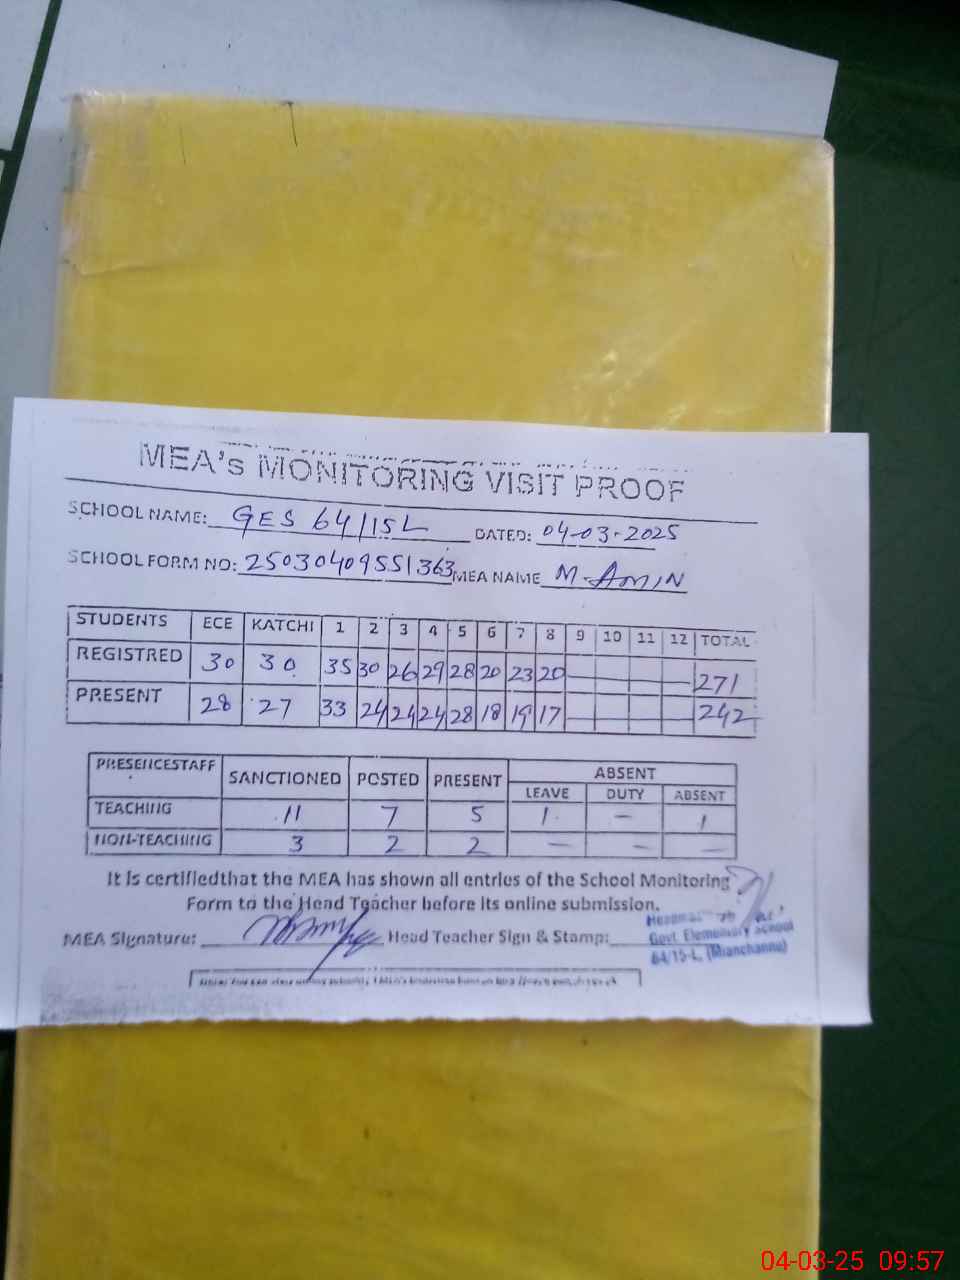 MEA's MONITORING VISIT PROOF
SCHOOL NAME: GES 64/15L DATED: 04-03-2025
SCHOOL FORM NO: 25030409551363 MEA NAME M. AMIN
STUDENTS ECE KATCHI 1 2 3 4 5 6 7 8 9 10 11 12 TOTAL
REGISTRED 30 30 35 30 26 29 28 20 23 20 271
PRESENT 28 27 33 24 24 24 28 18 19 17 242
PRESENCESTAFF SANCTIONED POSTED PRESENT ABSENT
LEAVE DUTY ABSENT
TEACHING 11 7 5 1 - 1
NON-TEACHING 3 2 2 - - -
It is certifiedthat the MEA has shown all entries of the School Monitoring
Form to the Head Teacher before its online submission.
MEA Signature: Head Teacher Sign & Stamp:
Govt. Elementary School
64/15-L, (Mianchannu)
04-03-25 09:57